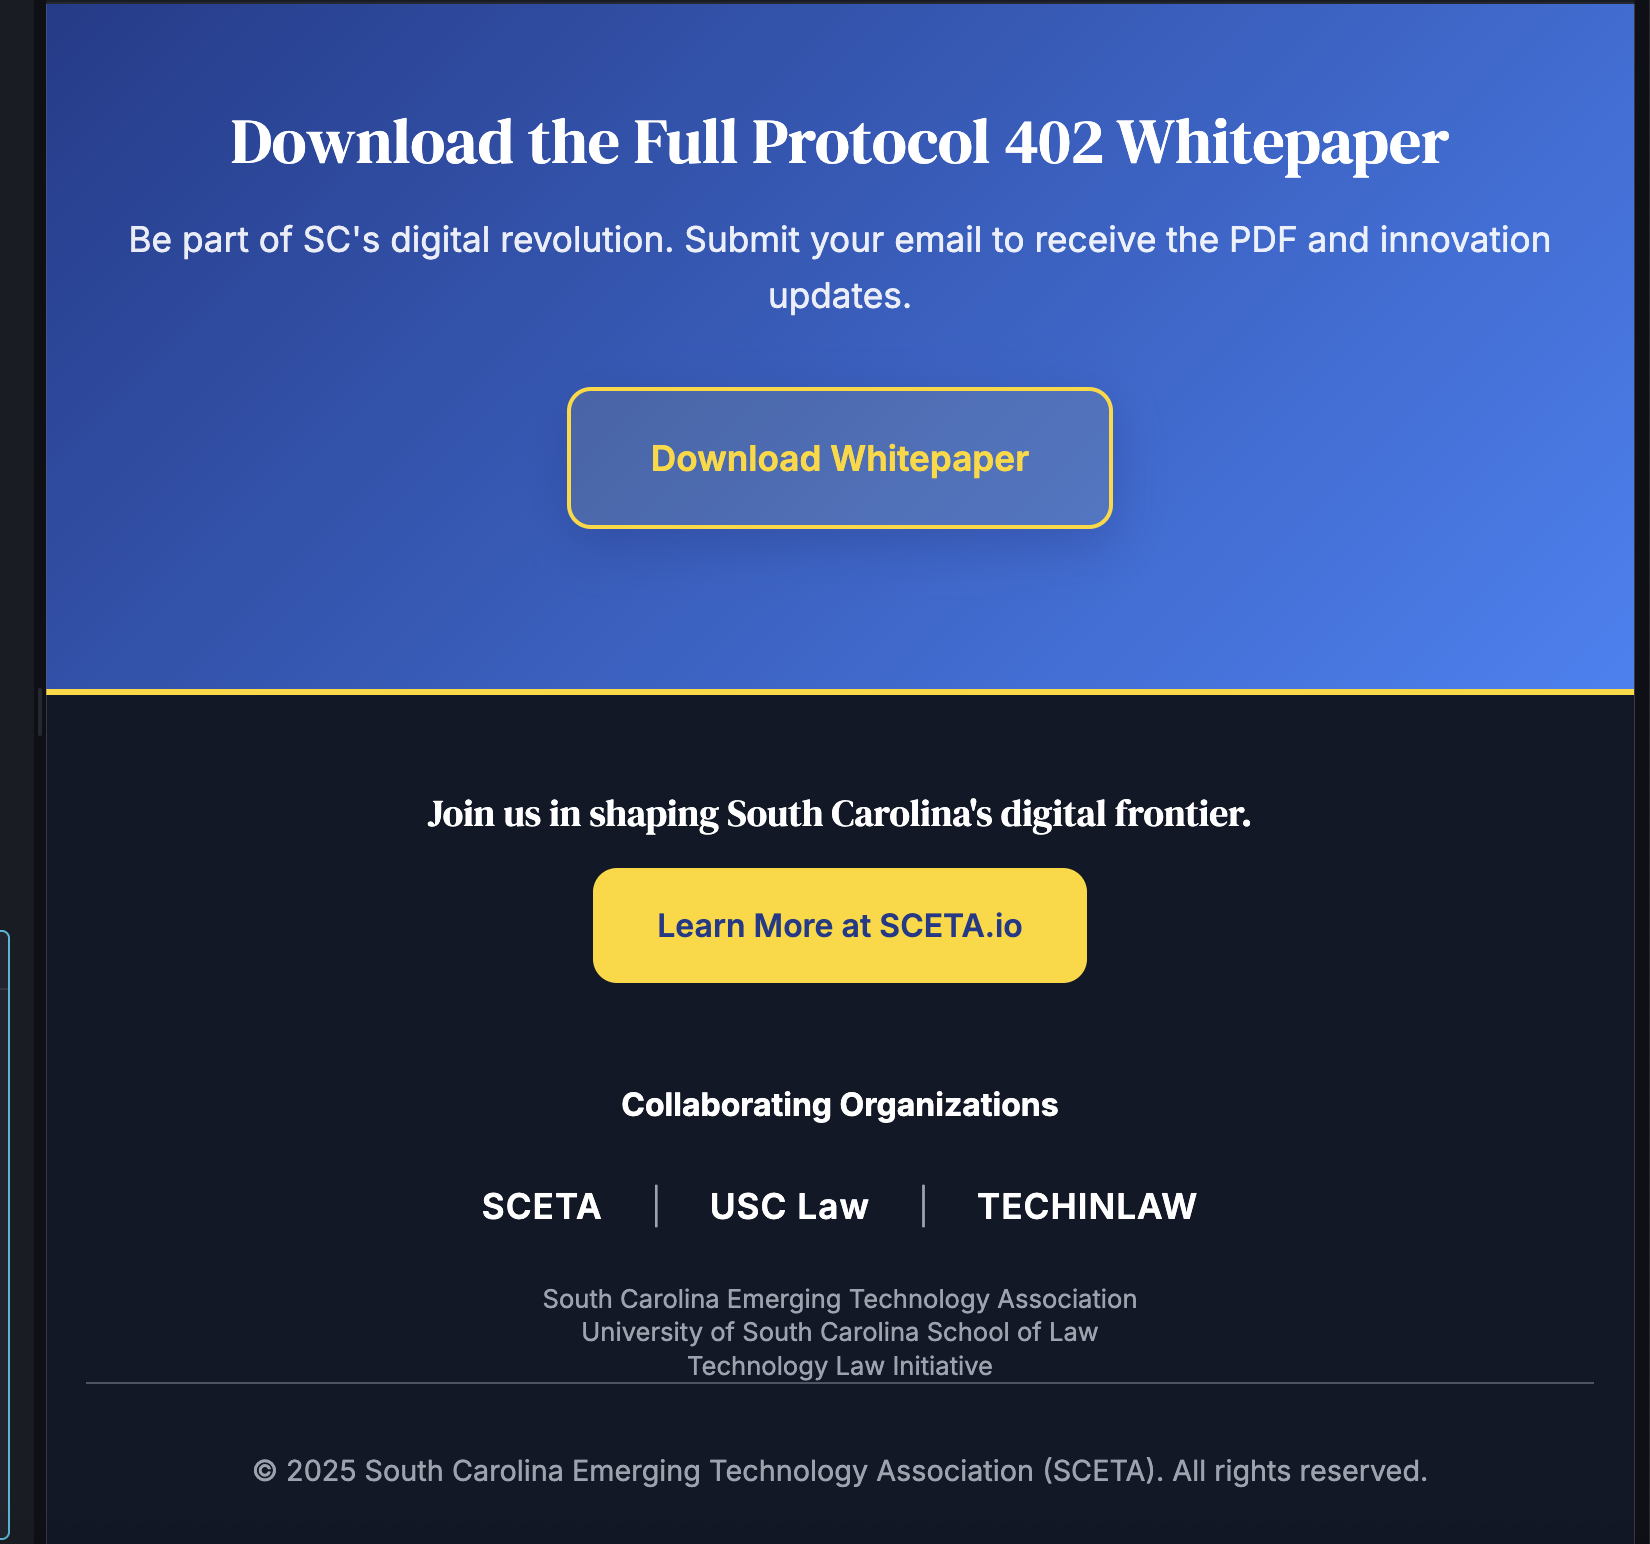 Download the Full Protocol 402 Whitepaper
Be part of SC's digital revolution. Submit your email to receive the PDF and innovation
updates.
Download Whitepaper
Join us in shaping South Carolina's digital frontier.
Learn More at SCETA.io
Collaborating Organizations
SCETA | USC Law | TECHINLAW
South Carolina Emerging Technology Association
University of South Carolina School of Law
Technology Law Initiative
© 2025 South Carolina Emerging Technology Association (SCETA). All rights reserved.